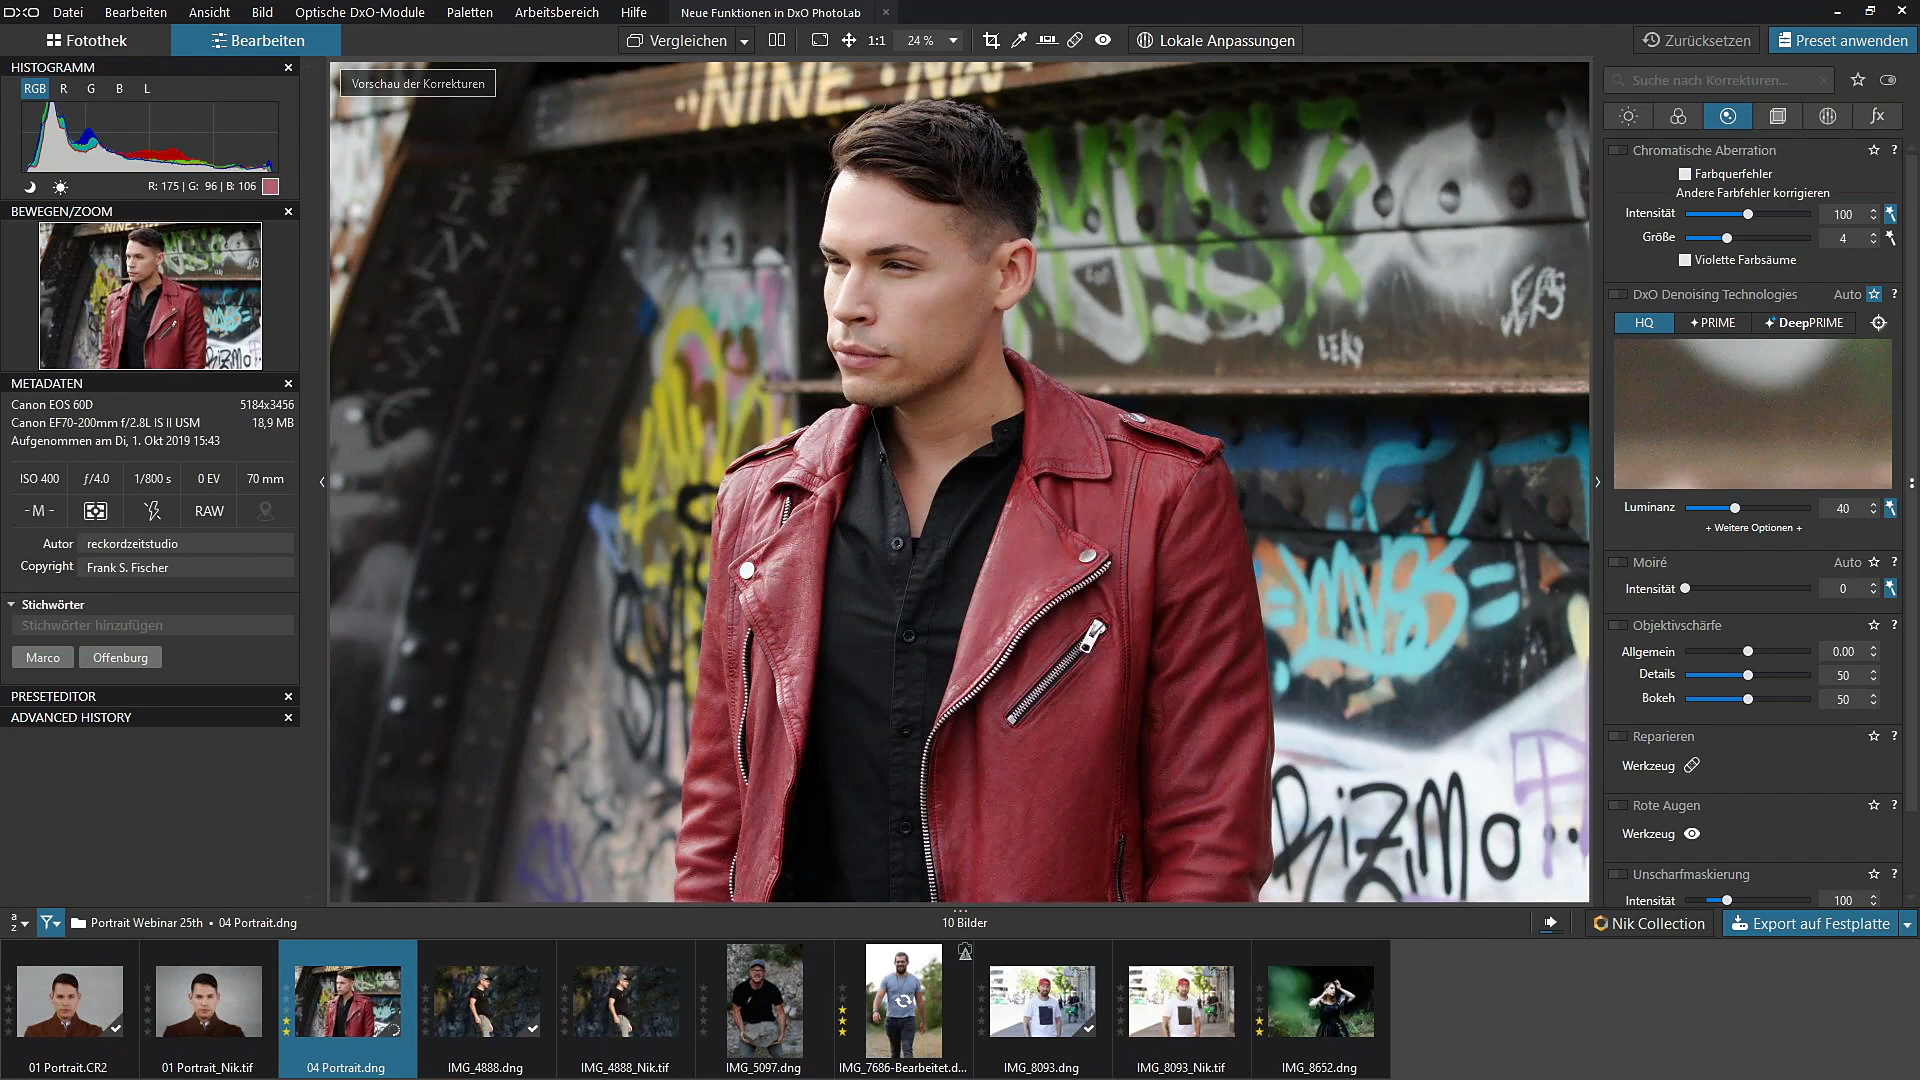 DXO Datei Bearbeiten Ansicht Bild Optische DxO-Module Paletten Arbeitsbereich Hilfe Neue Funktionen in DxO PhotoLab
Fotothek Bearbeiten Vergleichen 1:1 24 % Lokale Anpassungen Zurücksetzen Preset anwenden
HISTOGRAMM
RGB R G B L
R: 175 | G: 96 | B: 106
BEWEGEN/ZOOM
METADATEN
Canon EOS 60D 5184x3456
Canon EF70-200mm f/2.8L IS II USM 18,9 MB
Aufgenommen am Di, 1. Okt 2019 15:43
ISO 400 ƒ/4.0 1/800 s 0 EV 70 mm
- M - RAW
Autor reckordzeitstudio
Copyright Frank S. Fischer
Stichwörter
Stichwörter hinzufügen
Marco Offenburg
PRESETEDITOR
ADVANCED HISTORY
Vorschau der Korrekturen
RIZMO
Suche nach Korrekturen...
fx
Chromatische Aberration ?
Farbquerfehler
Andere Farbfehler korrigieren
Intensität 100
Größe 4
Violette Farbsäume
DxO Denoising Technologies Auto ?
HQ PRIME DeepPRIME
Luminanz 40
+ Weitere Optionen +
Moiré Auto ?
Intensität 0
Objektivschärfe ?
Allgemein 0.00
Details 50
Bokeh 50
Reparieren ?
Werkzeug
Rote Augen ?
Werkzeug
Unscharfmaskierung ?
Intensität 100
a
z
Portrait Webinar 25th • 04 Portrait.dng 10 Bilder Nik Collection Export auf Festplatte
01 Portrait.CR2 01 Portrait_Nik.tif 04 Portrait.dng IMG_4888.dng IMG_4888_Nik.tif IMG_5097.dng IMG_7686-Bearbeitet.d... IMG_8093.dng IMG_8093_Nik.tif IMG_8652.dng